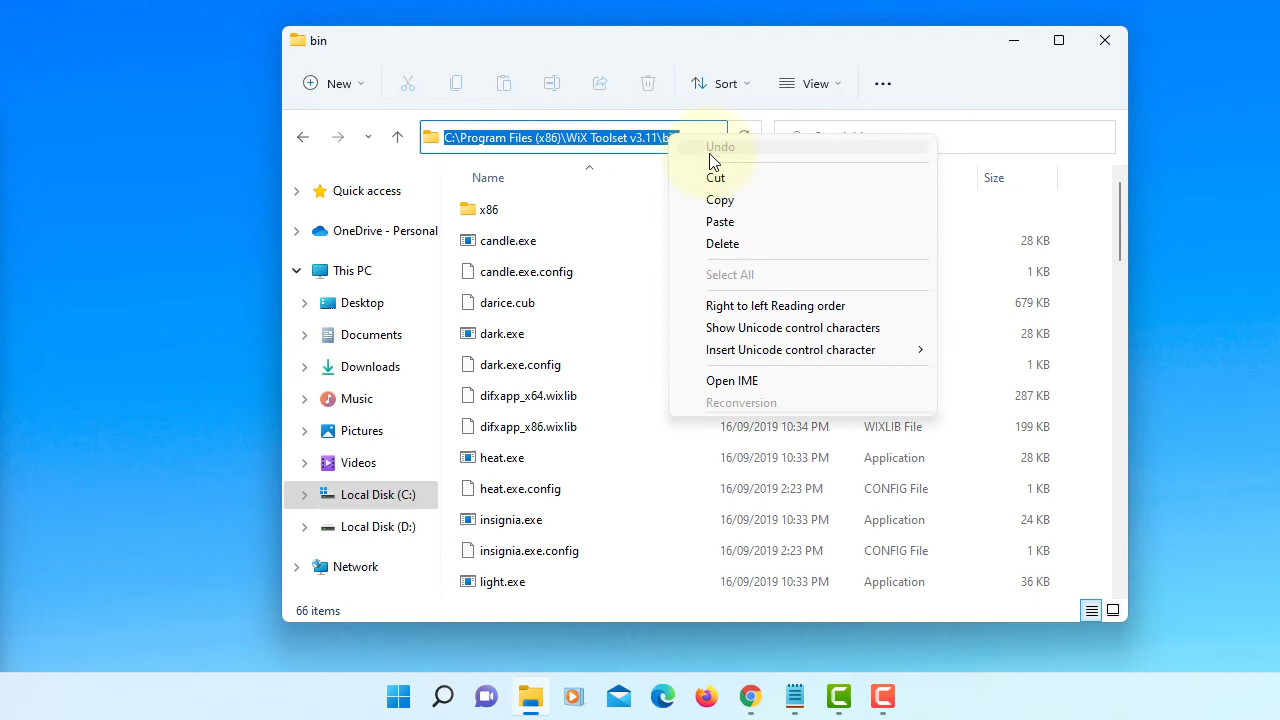 bin
New
Sort
View
C:\Program Files (x86)\WiX Toolset v3.11\bin
Undo
Cut
Copy
Paste
Delete
Select All
Right to left Reading order
Show Unicode control characters
Insert Unicode control character
Open IME
Reconversion
Quick access
OneDrive - Personal
This PC
Desktop
Documents
Downloads
Music
Pictures
Videos
Local Disk (C:)
Local Disk (D:)
Network
Name
Size
x86
candle.exe 28 KB
candle.exe.config 1 KB
darice.cub 679 KB
dark.exe 28 KB
dark.exe.config 1 KB
difxapp_x64.wixlib 287 KB
difxapp_x86.wixlib 16/09/2019 10:34 PM WIXLIB File 199 KB
heat.exe 16/09/2019 10:33 PM Application 28 KB
heat.exe.config 16/09/2019 2:23 PM CONFIG File 1 KB
insignia.exe 16/09/2019 10:33 PM Application 24 KB
insignia.exe.config 16/09/2019 2:23 PM CONFIG File 1 KB
light.exe 16/09/2019 10:33 PM Application 36 KB
66 items